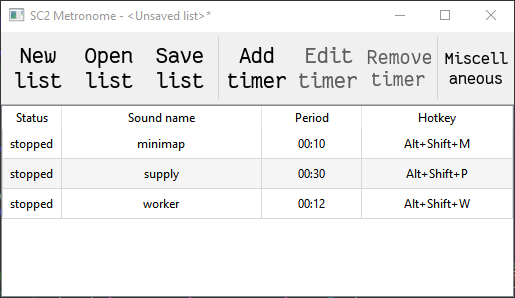 SC2 Metronome - <Unsaved list>*
New list Open list Save list Add timer Edit timer Remove timer Miscell aneous
Status Sound name Period Hotkey
stopped minimap 00:10 Alt+Shift+M
stopped supply 00:30 Alt+Shift+P
stopped worker 00:12 Alt+Shift+W